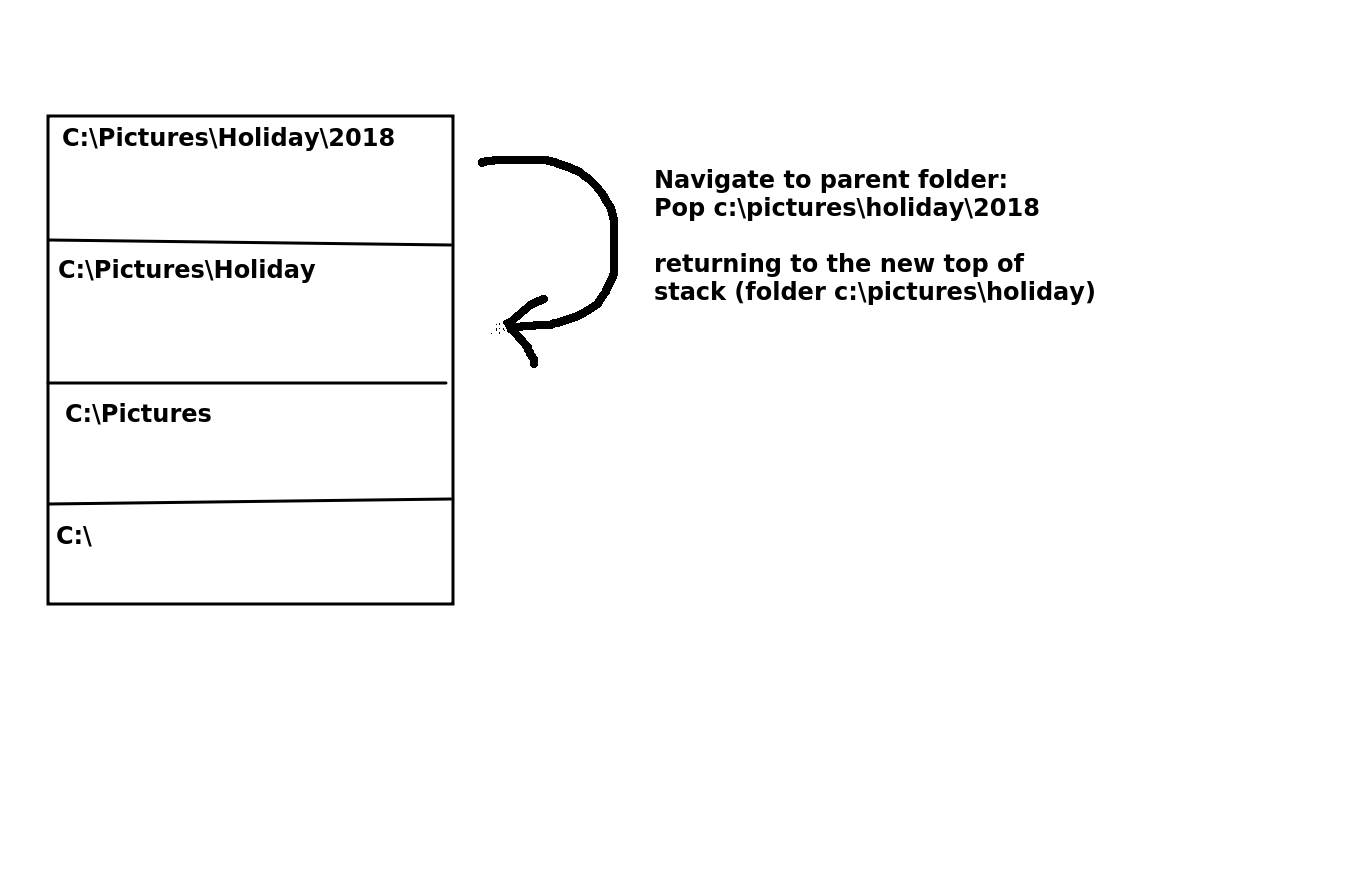 C:\Pictures\Holiday\2018
C:\Pictures\Holiday
C:\Pictures
C:\
Navigate to parent folder:
Pop c:\pictures\holiday\2018
returning to the new top of
stack (folder c:\pictures\holiday)